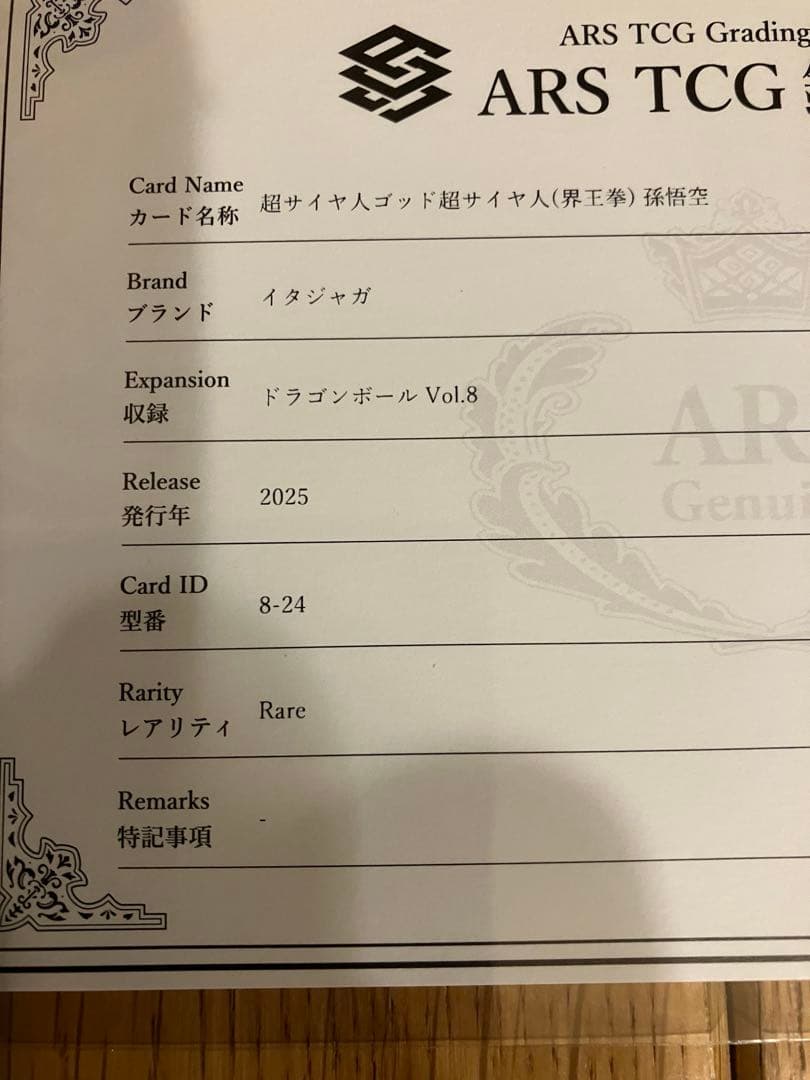 ARS TCG Grading
ARS TCG
Card Name
カード名称
超サイヤ人ゴッド超サイヤ人(界王拳) 孫悟空
Brand
ブランド
イタジャガ
Expansion
収録
ドラゴンボール Vol.8
Release
発行年
2025
Card ID
型番
8-24
Rarity
レアリティ
Rare
Remarks
特記事項
-